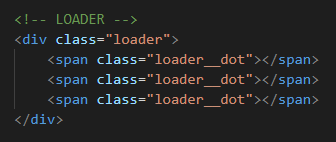 <!-- LOADER -->
<div class="loader">
    <span class="loader__dot"></span>
    <span class="loader__dot"></span>
    <span class="loader__dot"></span>
</div>